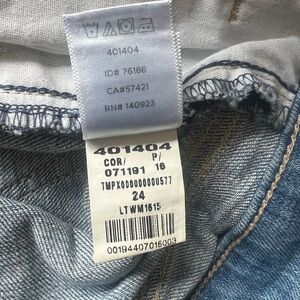 401404
ID# 76186
CA#57421
RN# 140923
401404
COR/ P/
071191 16
TMPX000000000577
24
LTWM1615
00194407016003